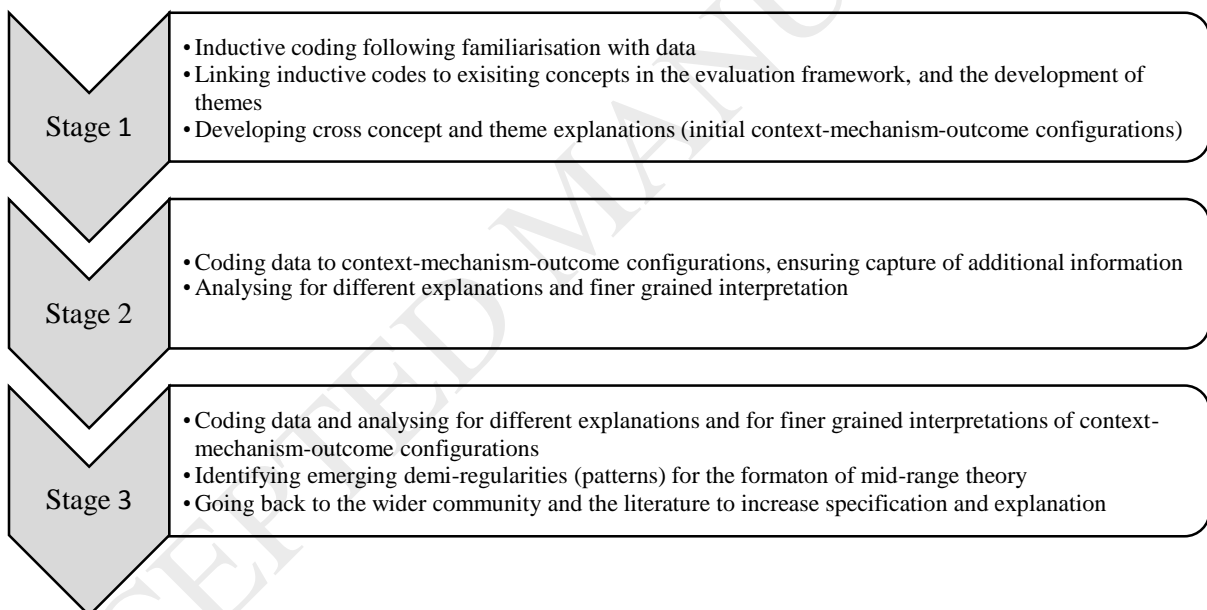 Stage 1
• Inductive coding following familiarisation with data
• Linking inductive codes to exisiting concepts in the evaluation framework, and the development of
themes
• Developing cross concept and theme explanations (initial context-mechanism-outcome configurations)
Stage 2
• Coding data to context-mechanism-outcome configurations, ensuring capture of additional information
• Analysing for different explanations and finer grained interpretation
Stage 3
• Coding data and analysing for different explanations and for finer grained interpretations of context-
mechanism-outcome configurations
• Identifying emerging demi-regularities (patterns) for the formaton of mid-range theory
• Going back to the wider community and the literature to increase specification and explanation
CEPTED MANU